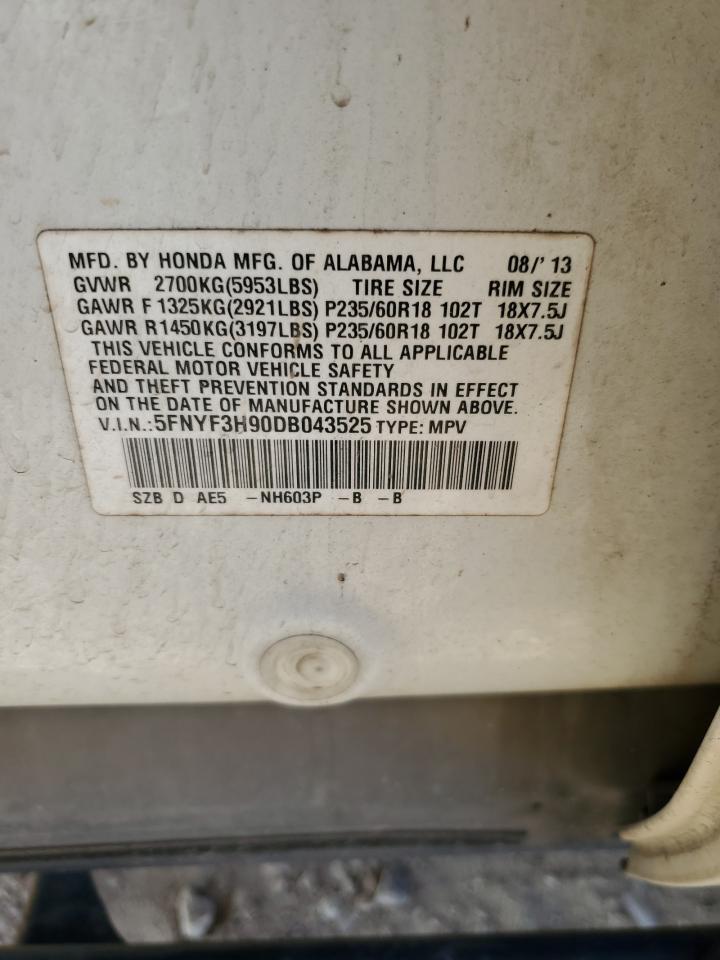 MFD. BY HONDA MFG. OF ALABAMA, LLC 08/'13
GVWR 2700KG(5953LBS) TIRE SIZE RIM SIZE
GAWR F 1325KG(2921LBS) P235/60R18 102T 18X7.5J
GAWR R1450KG(3197LBS) P235/60R18 102T 18X7.5J
THIS VEHICLE CONFORMS TO ALL APPLICABLE
FEDERAL MOTOR VEHICLE SAFETY
AND THEFT PREVENTION STANDARDS IN EFFECT
ON THE DATE OF MANUFACTURE SHOWN ABOVE.
V.I.N.:5FNYF3H90DB043525 TYPE: MPV
SZB D AE5 -NH603P -B -B